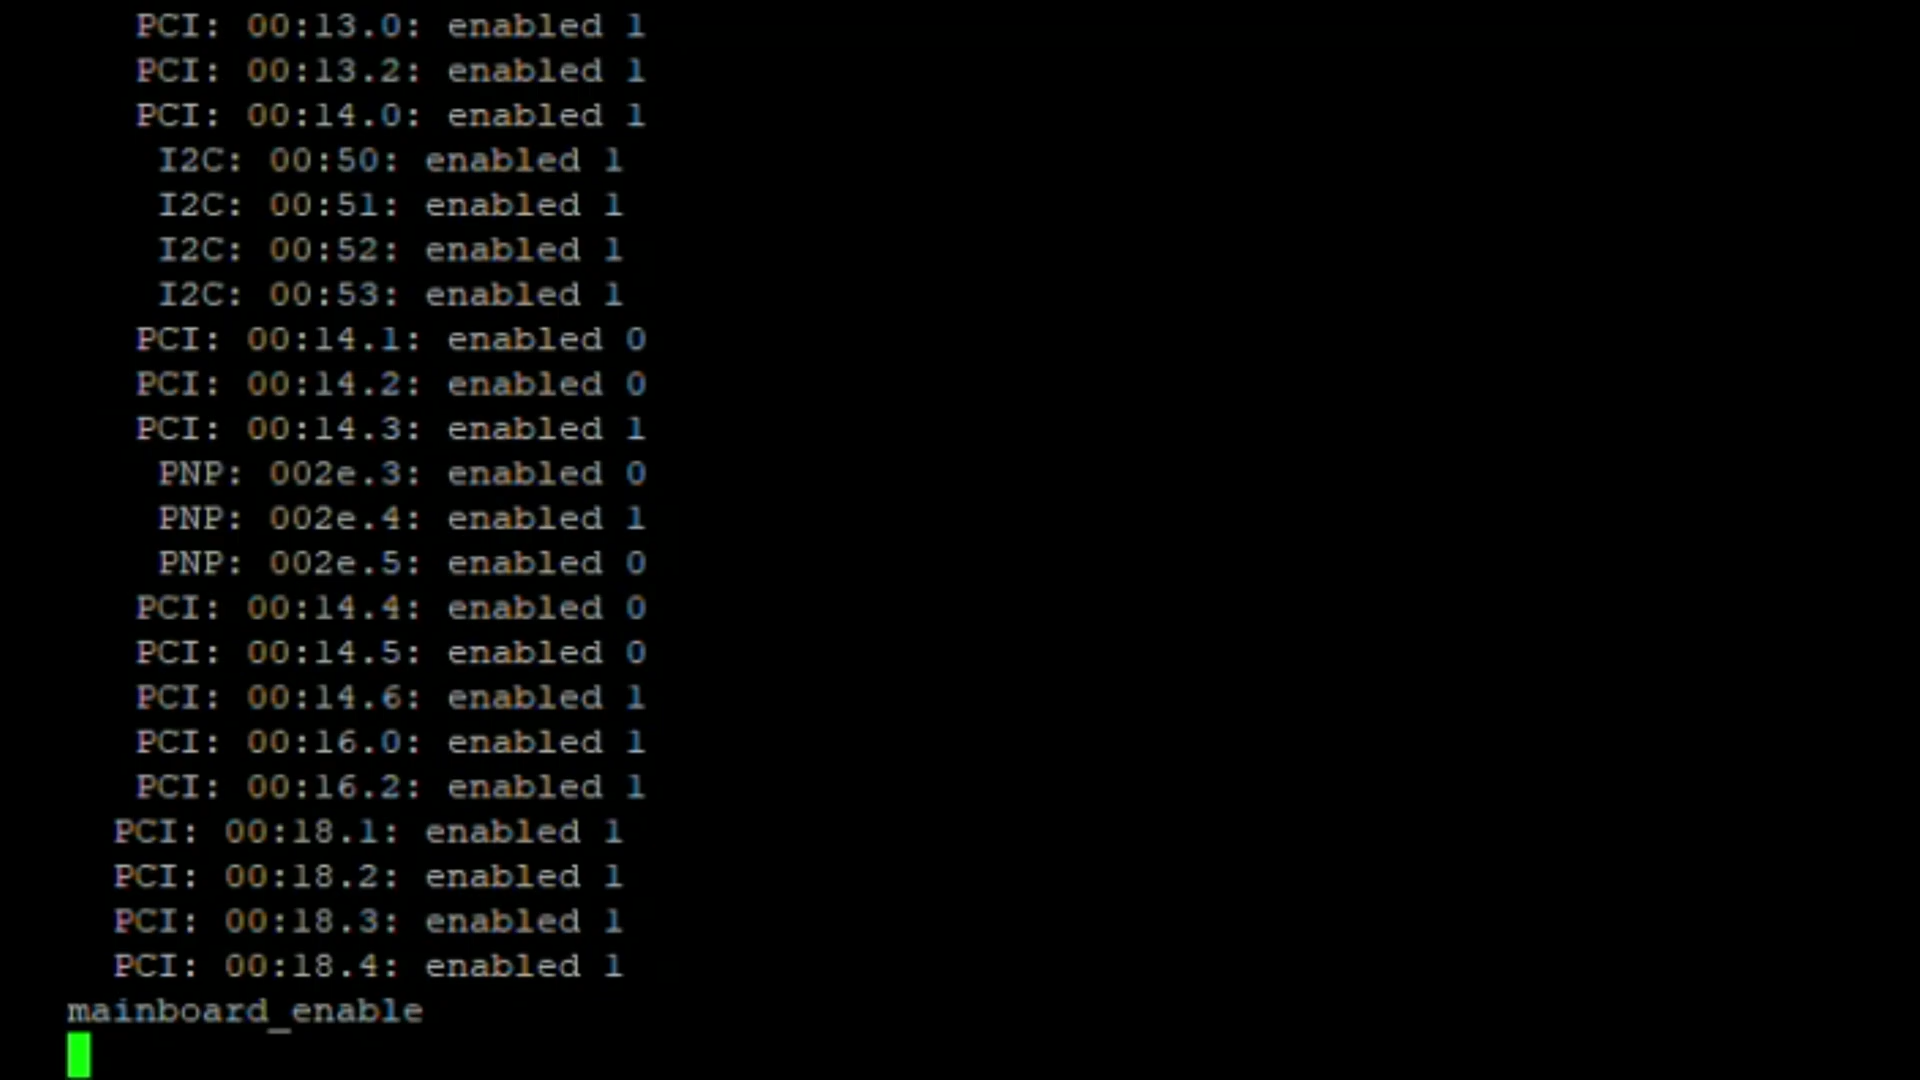 PCI: 00:13.0: enabled 1
PCI: 00:13.2: enabled 1
PCI: 00:14.0: enabled 1
I2C: 00:50: enabled 1
I2C: 00:51: enabled 1
I2C: 00:52: enabled 1
I2C: 00:53: enabled 1
PCI: 00:14.1: enabled 0
PCI: 00:14.2: enabled 0
PCI: 00:14.3: enabled 1
PNP: 002e.3: enabled 0
PNP: 002e.4: enabled 1
PNP: 002e.5: enabled 0
PCI: 00:14.4: enabled 0
PCI: 00:14.5: enabled 0
PCI: 00:14.6: enabled 1
PCI: 00:16.0: enabled 1
PCI: 00:16.2: enabled 1
PCI: 00:18.1: enabled 1
PCI: 00:18.2: enabled 1
PCI: 00:18.3: enabled 1
PCI: 00:18.4: enabled 1
mainboard_enable